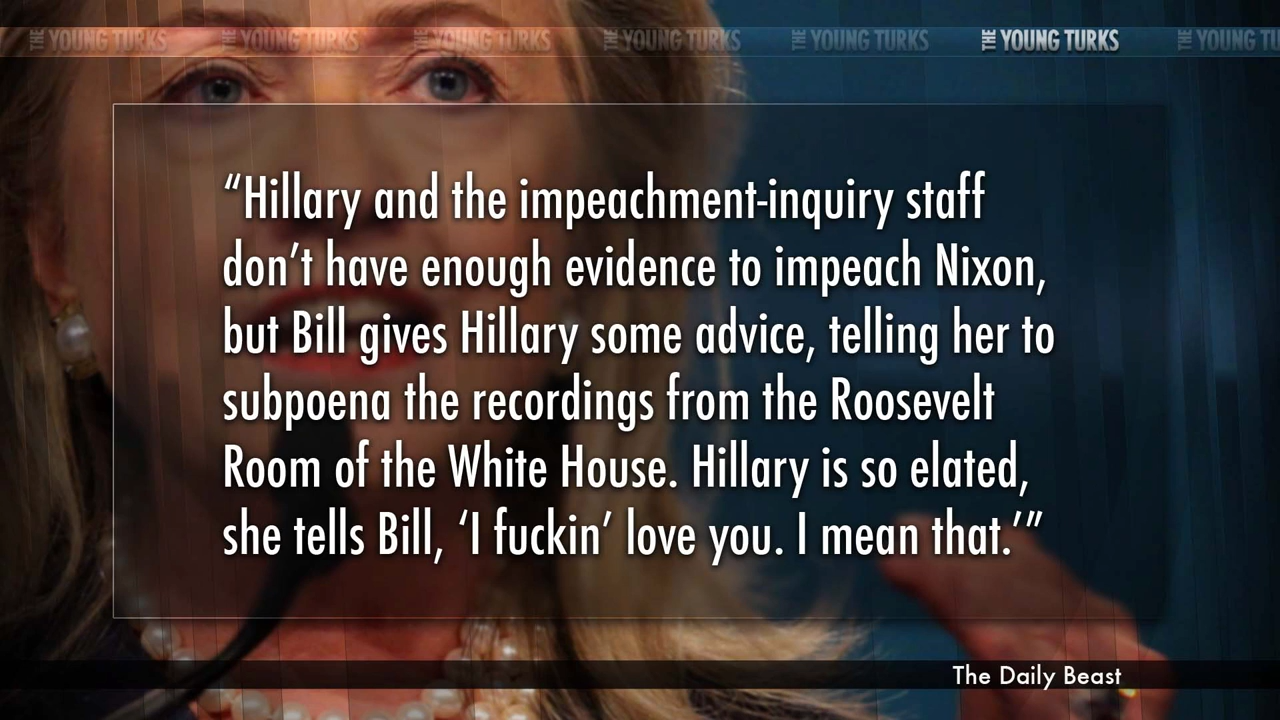 THE YOUNG TURKS THE YOUNG TURKS THE YOUNG TURKS THE YOUNG TURKS THE YOUNG TURKS THE YOUNG TURKS THE YOUNG TU
“Hillary and the impeachment-inquiry staff
don’t have enough evidence to impeach Nixon,
but Bill gives Hillary some advice, telling her to
subpoena the recordings from the Roosevelt
Room of the White House. Hillary is so elated,
she tells Bill, ‘I fuckin’ love you. I mean that.’”
The Daily Beast